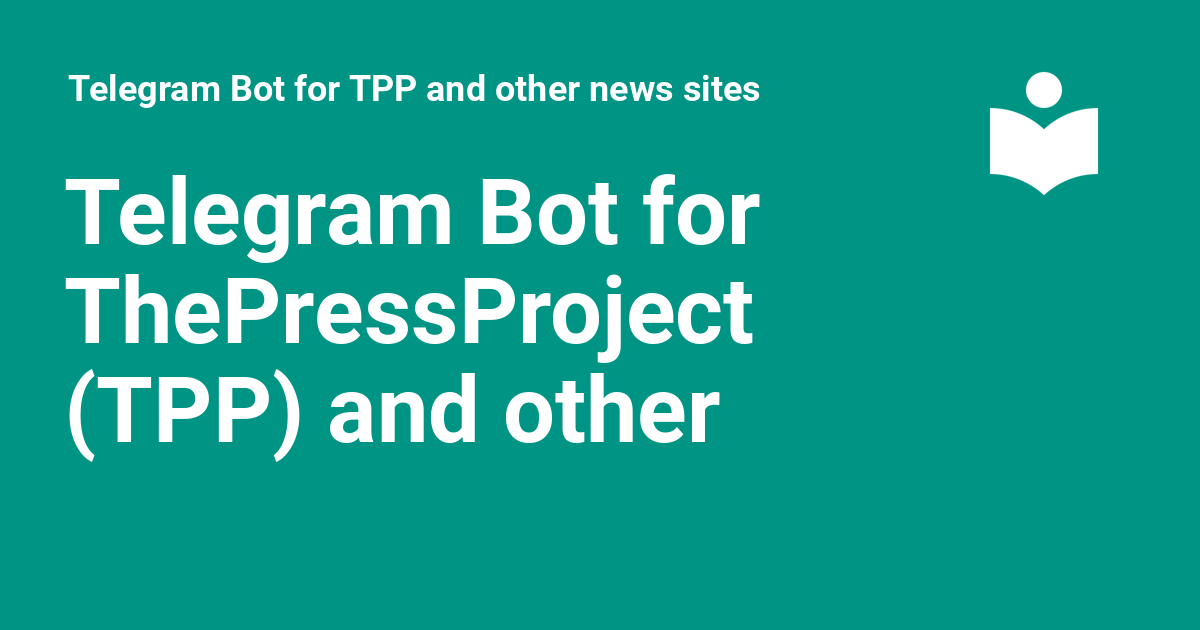 Telegram Bot for TPP and other news sites
Telegram Bot for
ThePressProject
(TPP) and other